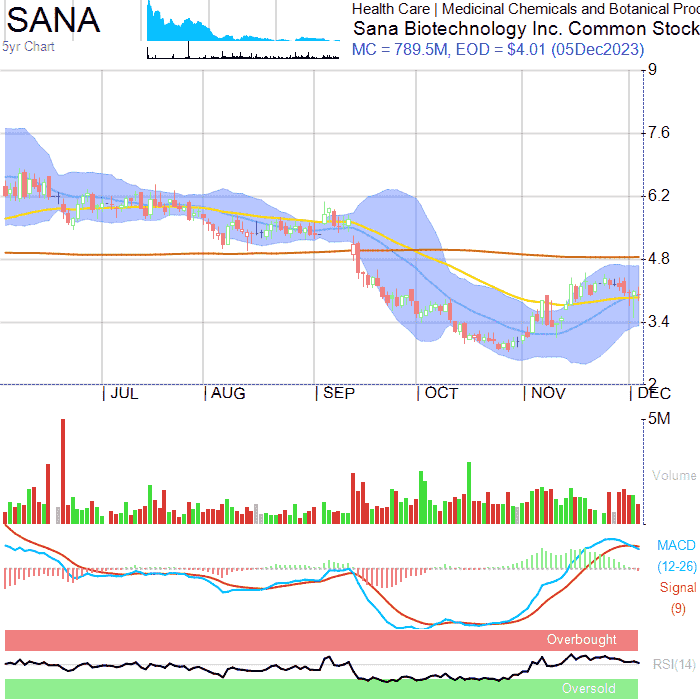 SANA
5yr Chart
Health Care | Medicinal Chemicals and Botanical Proc
Sana Biotechnology Inc. Common Stock
MC = 789.5M, EOD = $4.01 (05Dec2023)
9
7.6
6.2
4.8
3.4
2
JUL AUG SEP OCT NOV DEC
5M
Volume
MACD
(12-26)
Signal
(9)
Overbought
RSI(14)
Oversold